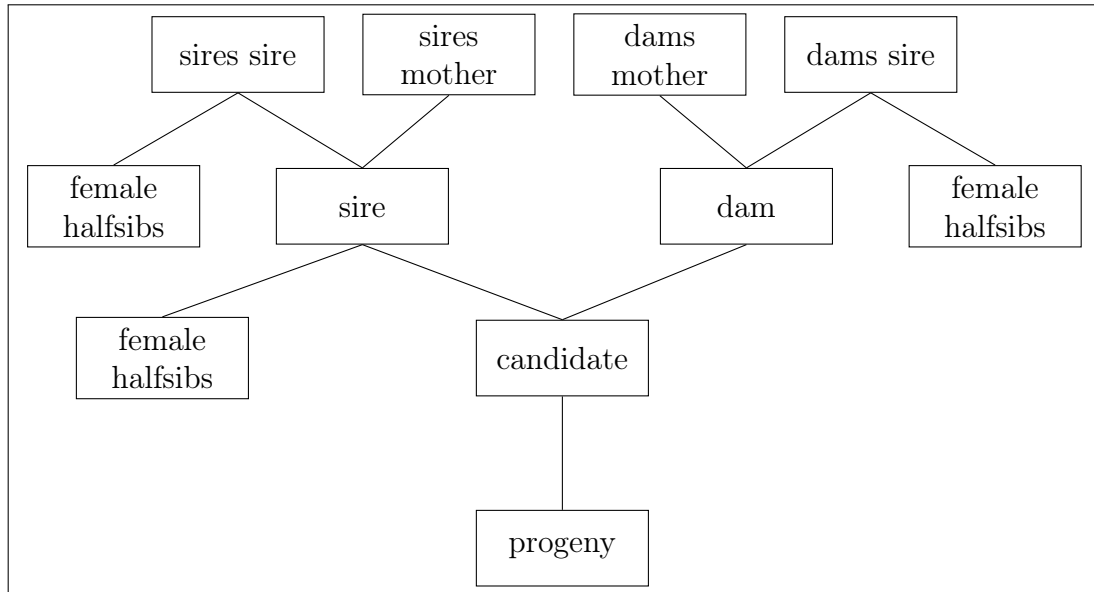 sires sire
sires
mother
dams
mother
dams sire
female
halfsibs
sire
dam
female
halfsibs
female
halfsibs
candidate
progeny